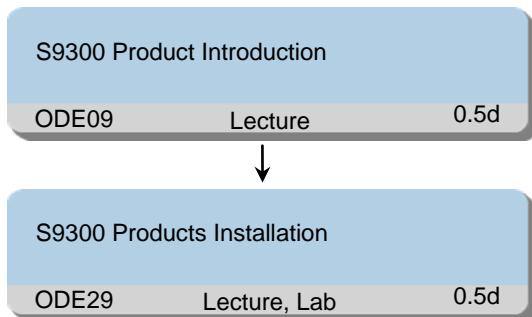 S9300 Product Introduction
ODE09 Lecture 0.5d
S9300 Products Installation
ODE29 Lecture, Lab 0.5d